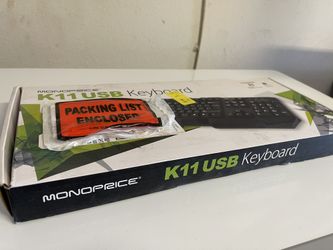 MONOPRICE
K11 USB Keyboard
PACKING LIST
ENCLOSED
K11 USB Keyboard
MONOPRICE